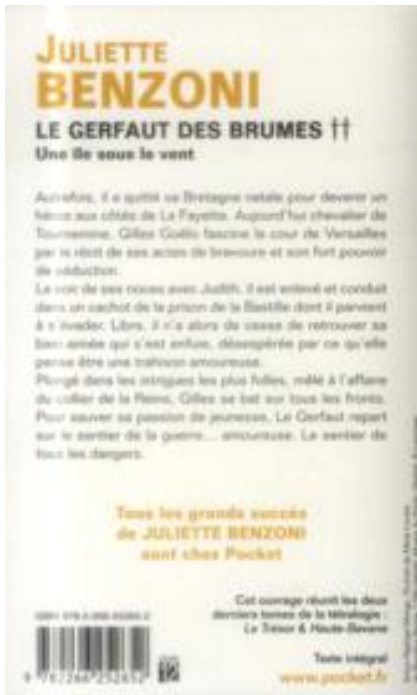 JULIETTE
BENZONI
LE GERFAUT DES BRUMES ††
Une île sous le vent
Autrefois, il a quitté sa Bretagne natale pour devenir un
héros aux côtés de La Fayette. Aujourd'hui chevalier de
Tournemine, Gilles Goëlo fascine la cour de Versailles
par le récit de ses actes de bravoure et son fort pouvoir
de séduction.
Le soir de ses noces avec Judith, il est enlevé et conduit
dans un cachot de la prison de la Bastille dont il parvient
à s'évader. Libre, il n'a alors de cesse de retrouver sa
bien-aimée qui s'est enfuie, désespérée par ce qu'elle
pense être une trahison amoureuse.
Plongé dans les intrigues les plus folles, mêlé à l'affaire
du collier de la Reine, Gilles se bat sur tous les fronts.
Pour sauver sa passion de jeunesse, Le Gerfaut repart
sur le sentier de la guerre... amoureuse. Le sentier de
tous les dangers.
Tous les grands succès
de JULIETTE BENZONI
sont chez Pocket
Cet ouvrage réunit les deux
derniers tomes de la tétralogie :
Le Trésor & Haute-Savane
Texte intégral
www.pocket.fr
9 782266 252652